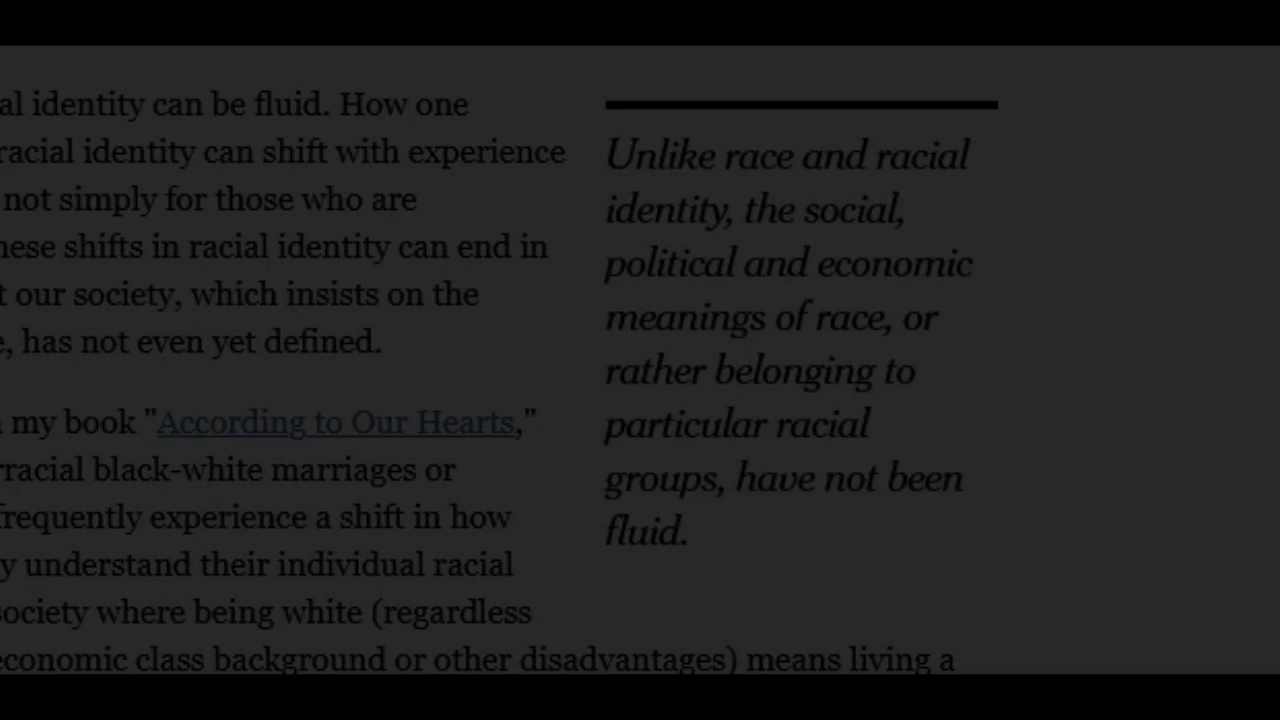 al identity can be fluid. How one
racial identity can shift with experience
not simply for those who are
hese shifts in racial identity can end in
t our society, which insists on the
e, has not even yet defined.
n my book "According to Our Hearts,"
rracial black-white marriages or
frequently experience a shift in how
y understand their individual racial
society where being white (regardless
economic class background or other disadvantages) means living a
Unlike race and racial
identity, the social,
political and economic
meanings of race, or
rather belonging to
particular racial
groups, have not been
fluid.